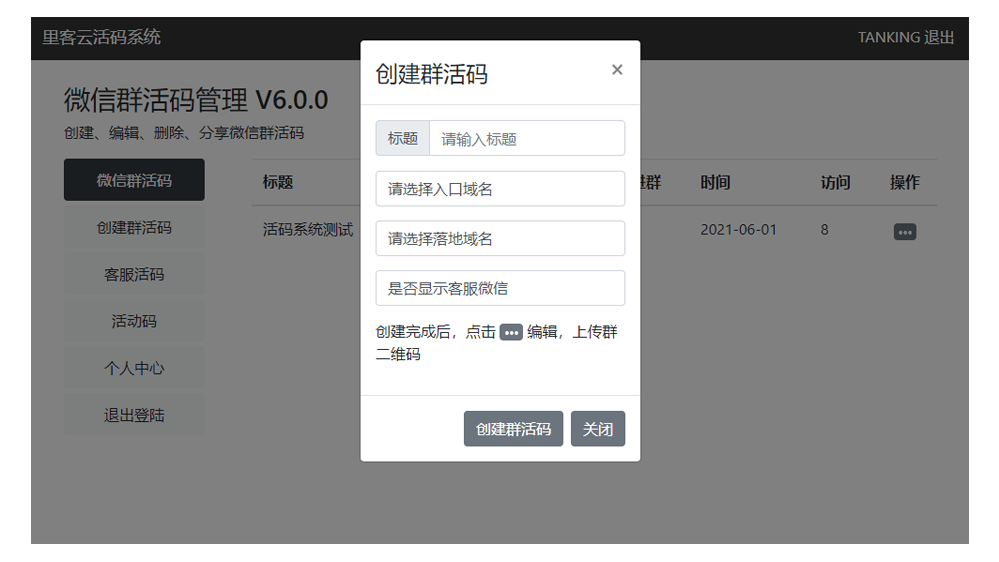 里客云活码系统
TANKING 退出
微信群活码管理 V6.0.0
创建、编辑、删除、分享微信群活码
微信群活码
创建群活码
客服活码
活动码
个人中心
退出登陆
标题
群
时间
访问
操作
活码系统测试
2021-06-01
8
创建群活码
×
标题
请输入标题
请选择入口域名
请选择落地域名
是否显示客服微信
创建完成后，点击 ••• 编辑，上传群
二维码
创建群活码
关闭